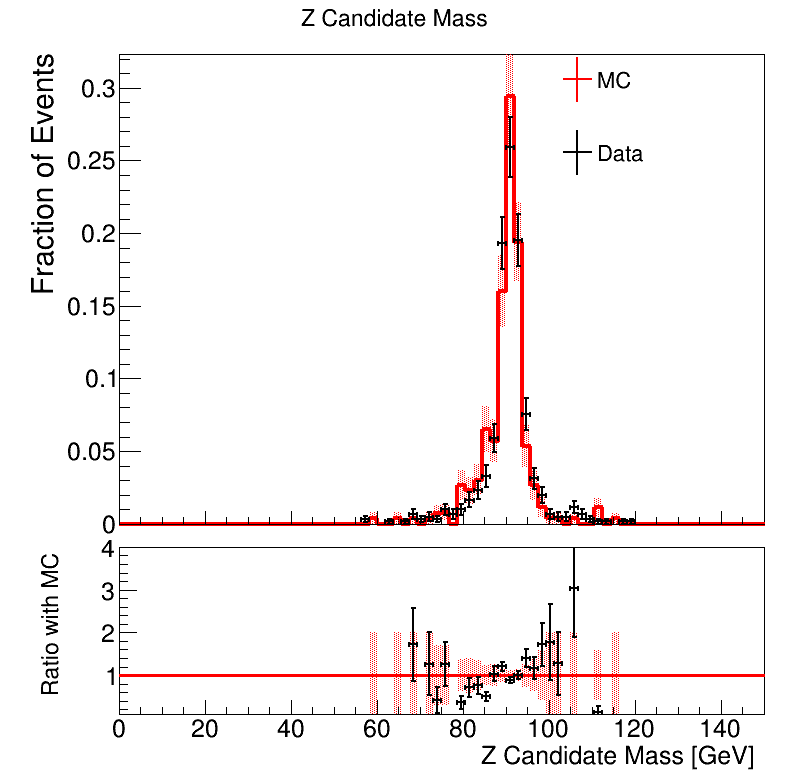 Z Candidate Mass
Fraction of Events
0.3
0.25
0.2
0.15
0.1
0.05
0
MC
Data
Ratio with MC
4
3
2
1
0 20 40 60 80 100 120 140
Z Candidate Mass [GeV]